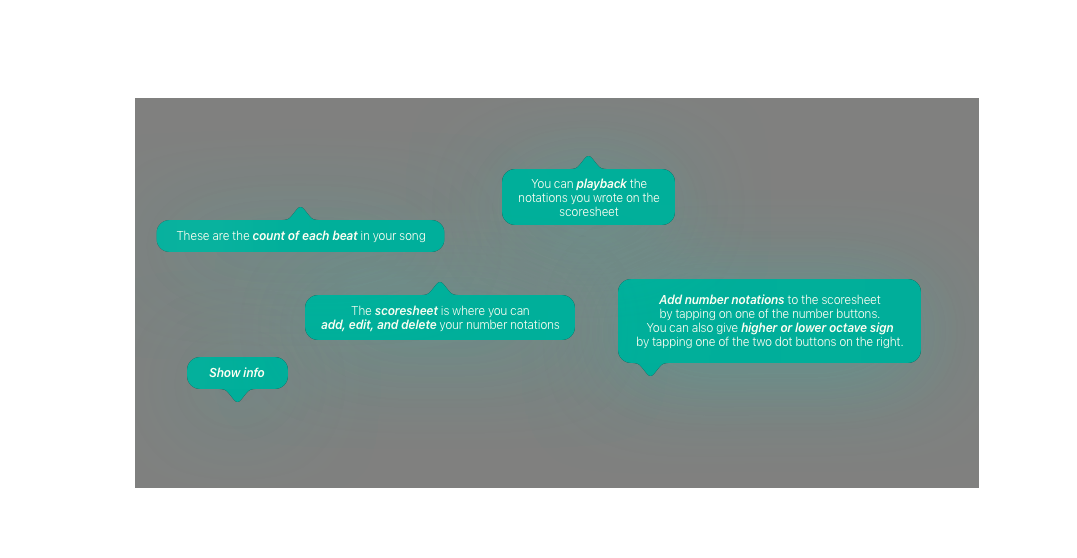 You can playback the
notations you wrote on the
scoresheet
These are the count of each beat in your song
The scoresheet is where you can
add, edit, and delete your number notations
Add number notations to the scoresheet
by tapping on one of the number buttons.
You can also give higher or lower octave sign
by tapping one of the two dot buttons on the right.
Show info